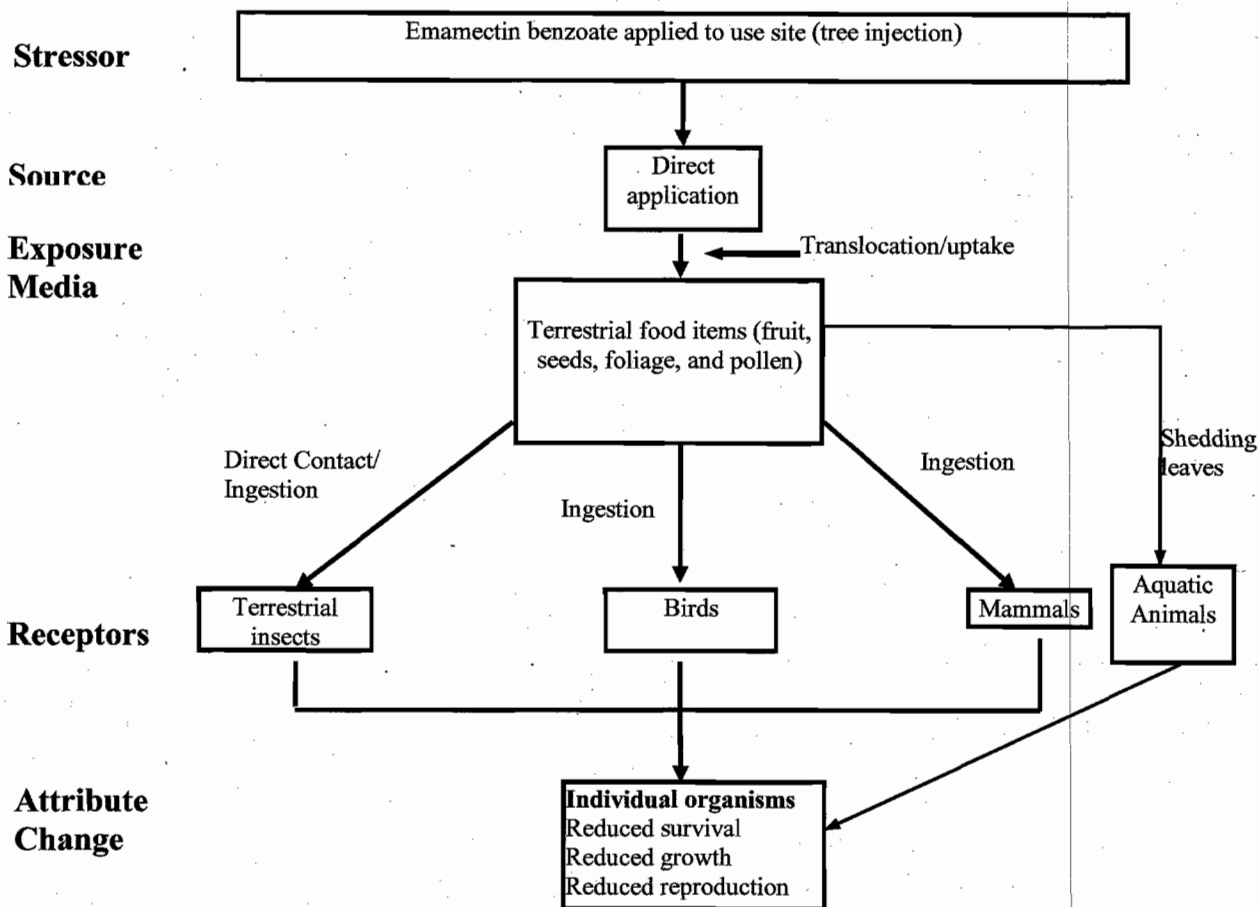 Stressor
Emamectin benzoate applied to use site (tree injection)
Source
Direct
application
Exposure
Media
Translocation/uptake
Terrestrial food items (fruit,
seeds, foliage, and pollen)
Direct Contact/
Ingestion
Ingestion
Ingestion
Shedding
leaves
Receptors
Terrestrial
insects
Birds
Mammals
Aquatic
Animals
Attribute
Change
Individual organisms
Reduced survival
Reduced growth
Reduced reproduction